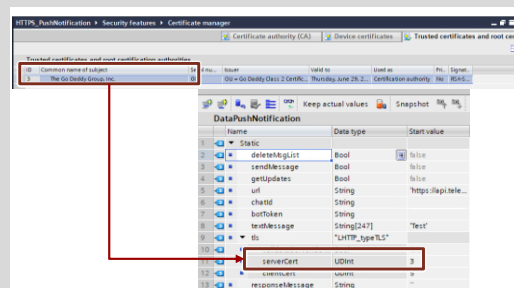 HTTPS_PushNotification › Security features › Certificate manager
Certificate authority (CA) Device certificates Trusted certificates and root cer
Trusted certificates and root certification authorities
ID Common name of subject Issuer Valid to Used as Pri.. Signat..
3 The Go Daddy Group, Inc. OU = Go Daddy Class 2 Certific... Thursday, June 29, 2... Certification authority No
Keep actual values Snapshot
DataPushNotification
Name Data type Start value
1 Static
2 deleteMsgList Bool false
3 sendMessage Bool false
4 getUpdates Bool false
5 url String 'https://api.tele...
6 chatId String
7 botToken String
8 textMessage String[247] 'Test'
9 tls "LHTTP_typeTLS"
10
11 serverCert UDInt 3
12 clientCert UDInt
13 responseMessage String ''